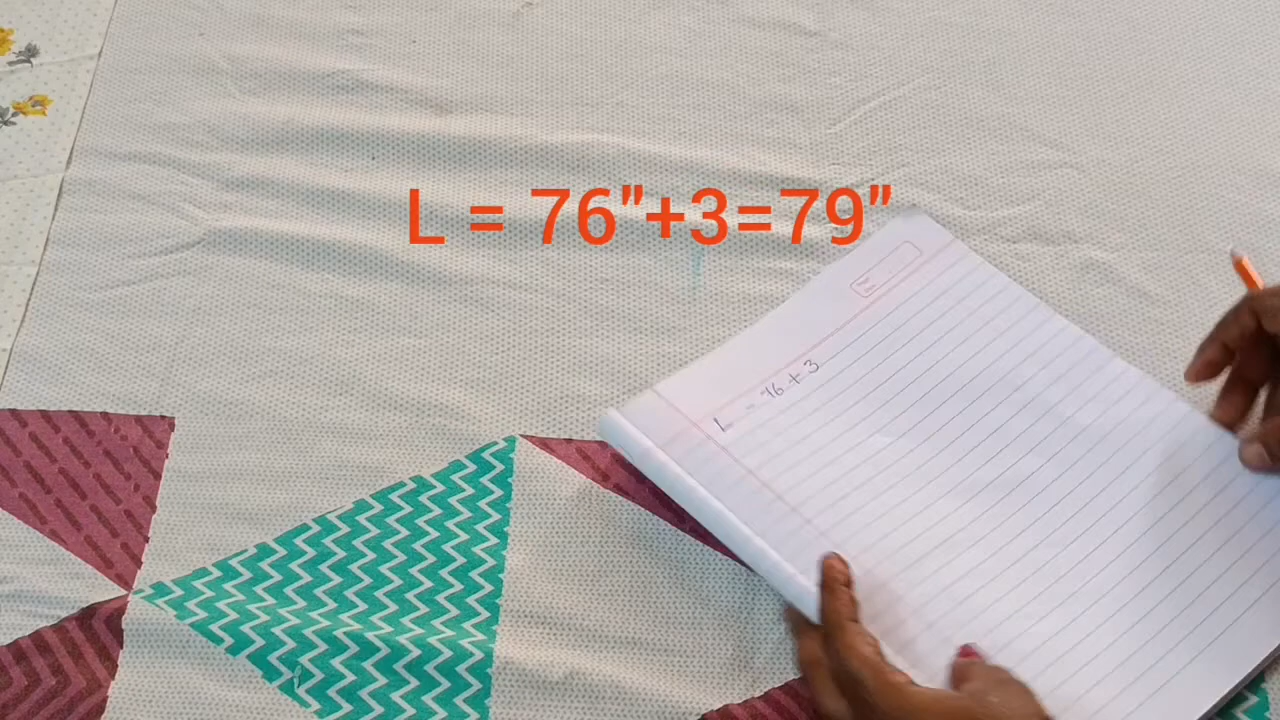 L = 76"+3=79"
L - 76 + 3